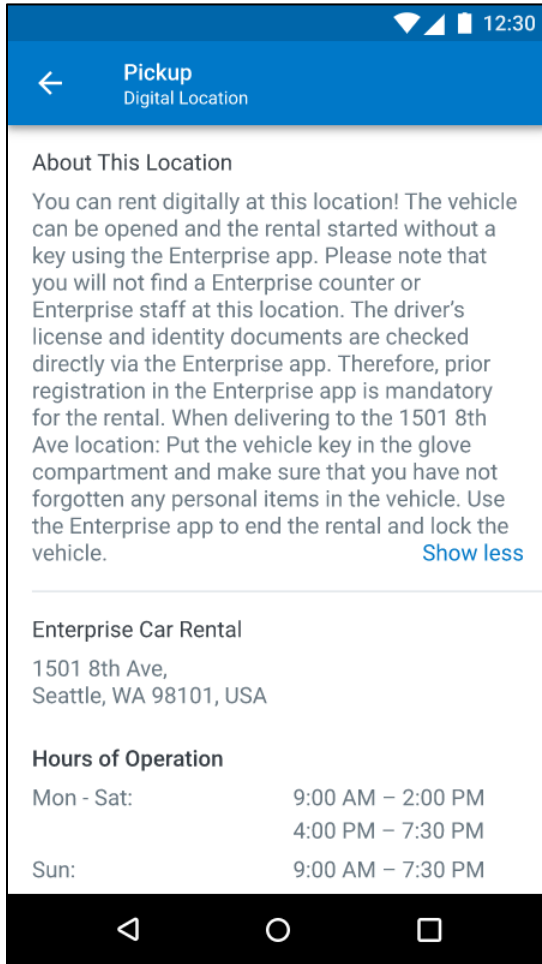 12:30
Pickup
Digital Location
About This Location
You can rent digitally at this location! The vehicle
can be opened and the rental started without a
key using the Enterprise app. Please note that
you will not find a Enterprise counter or
Enterprise staff at this location. The driver's
license and identity documents are checked
directly via the Enterprise app. Therefore, prior
registration in the Enterprise app is mandatory
for the rental. When delivering to the 1501 8th
Ave location: Put the vehicle key in the glove
compartment and make sure that you have not
forgotten any personal items in the vehicle. Use
the Enterprise app to end the rental and lock the
vehicle. Show less
Enterprise Car Rental
1501 8th Ave,
Seattle, WA 98101, USA
Hours of Operation
Mon - Sat: 9:00 AM – 2:00 PM
4:00 PM – 7:30 PM
Sun: 9:00 AM – 7:30 PM